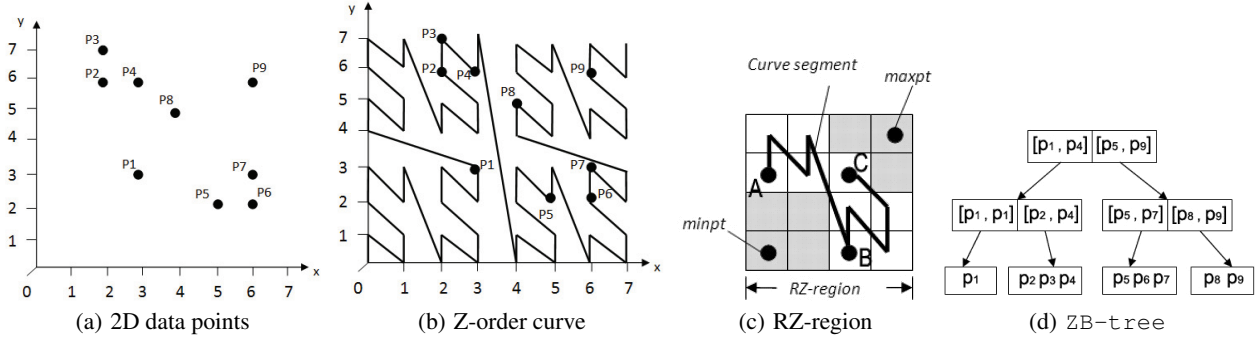 y
7
6
5
4
3
2
1
0
1
2
3
4
5
6
7
x
P3
P2
P4
P9
P8
P1
P7
P5
P6
(a) 2D data points
y
7
6
5
4
3
2
1
0
1
2
3
4
5
6
7
x
P3
P2
P4
P9
P8
P1
P7
P6
P5
(b) Z-order curve
Curve segment
maxpt
A
C
minpt
B
RZ-region
(c) RZ-region
[p1 , p4] [p5 , p9]
[p1 , p1] [p2 , p4] [p5 , p7] [p8 , p9]
p1 p2 p3 p4 p5 p6 p7 p8 p9
(d) ZB-tree